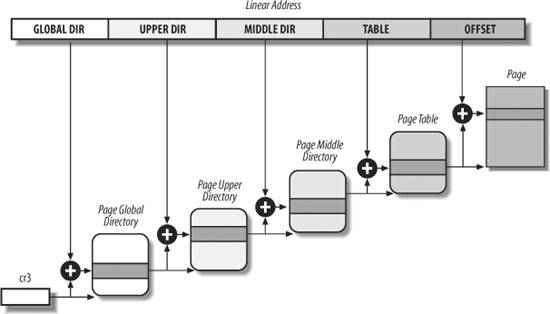 Linear Address
GLOBAL DIR
UPPER DIR
MIDDLE DIR
TABLE
OFFSET
Page
Page Table
Page Middle
Directory
Page Upper
Directory
Page Global
Directory
cr3